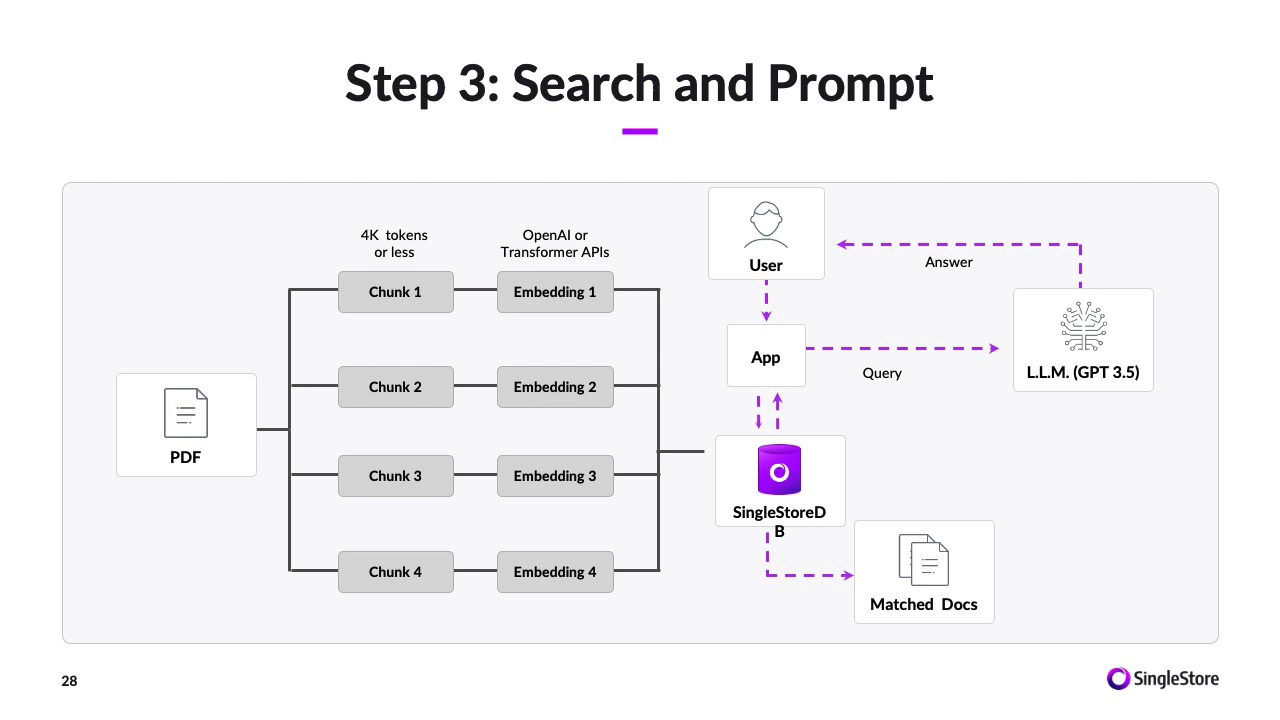 Step 3: Search and Prompt
4K tokens
or less
OpenAI or
Transformer APIs
Chunk 1
Embedding 1
Chunk 2
Embedding 2
Chunk 3
Embedding 3
Chunk 4
Embedding 4
PDF
User
Answer
App
Query
L.L.M. (GPT 3.5)
SingleStoreD
B
Matched Docs
28
SingleStore